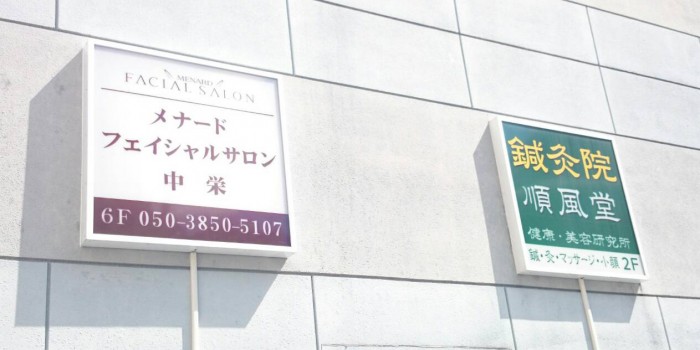 MENARD
FACIAL SALON
メナード
フェイシャルサロン
中栄
6F 050-3850-5107
鍼灸院
順風堂
健康・美容研究所
鍼・灸・マッサージ・小顔 2F